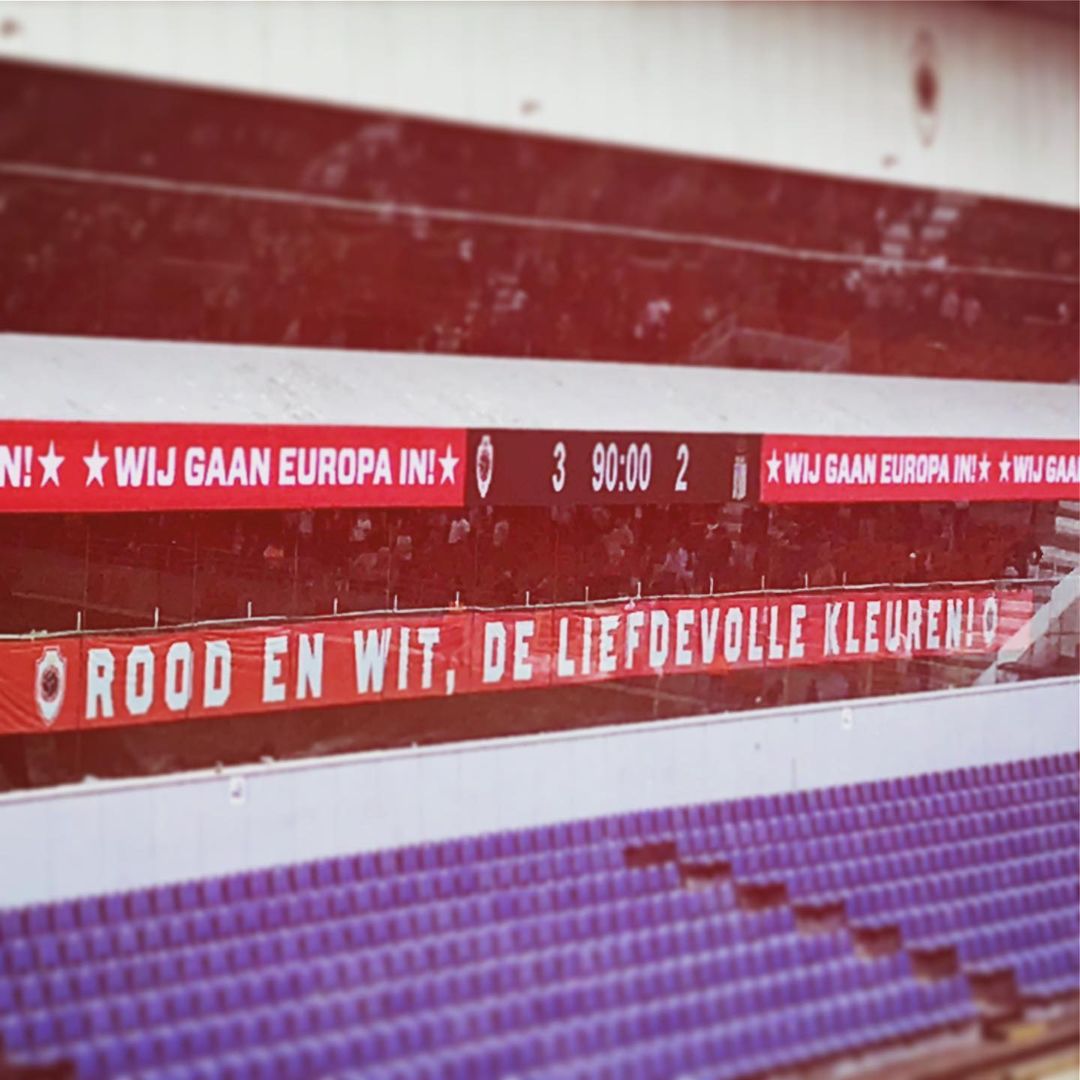 N!★ ★WIJ GAAN EUROPA IN!★ 3 90:00 2 ★WIJ GAAN EUROPA IN!★ ★WIJ GAA
ROOD EN WIT, DE LIEFDEVOLLE KLEUREN!